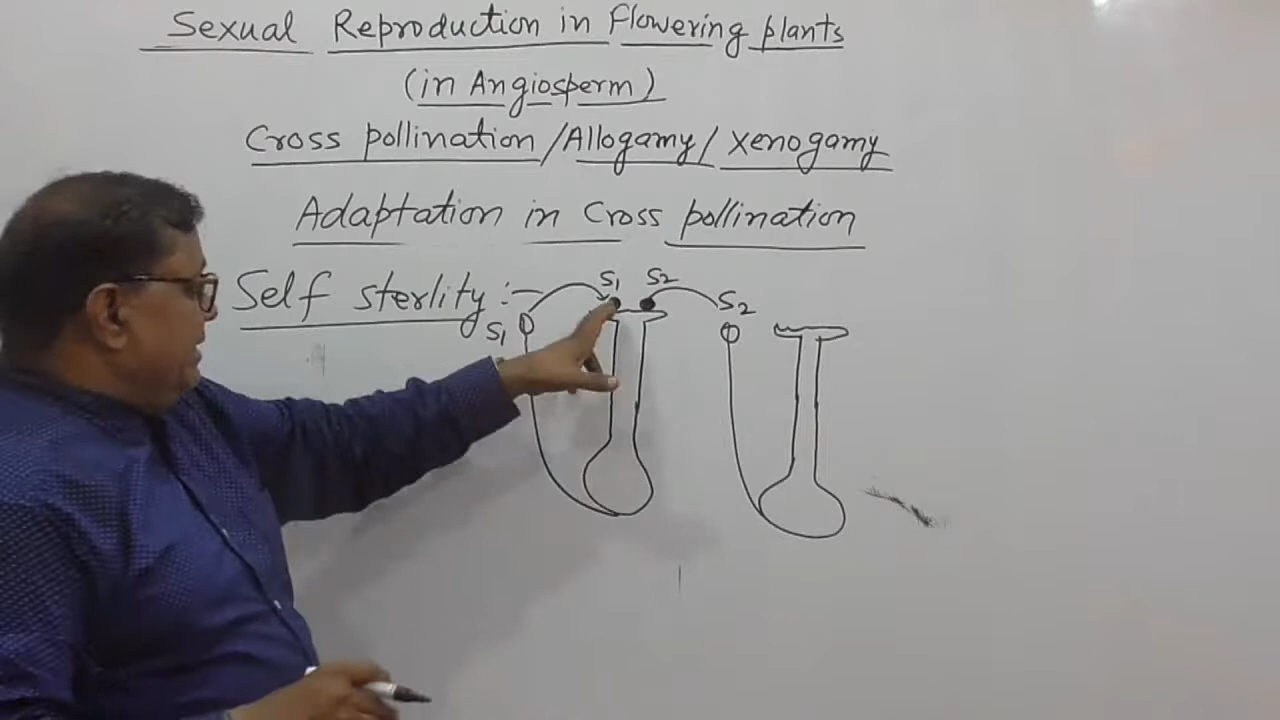 Sexual Reproduction in Flowering plants
(in Angiosperm)
Cross pollination/Allogamy/Xenogamy
Adaptation in Cross pollination
Self sterlity :-
S1 S2
S2
S1